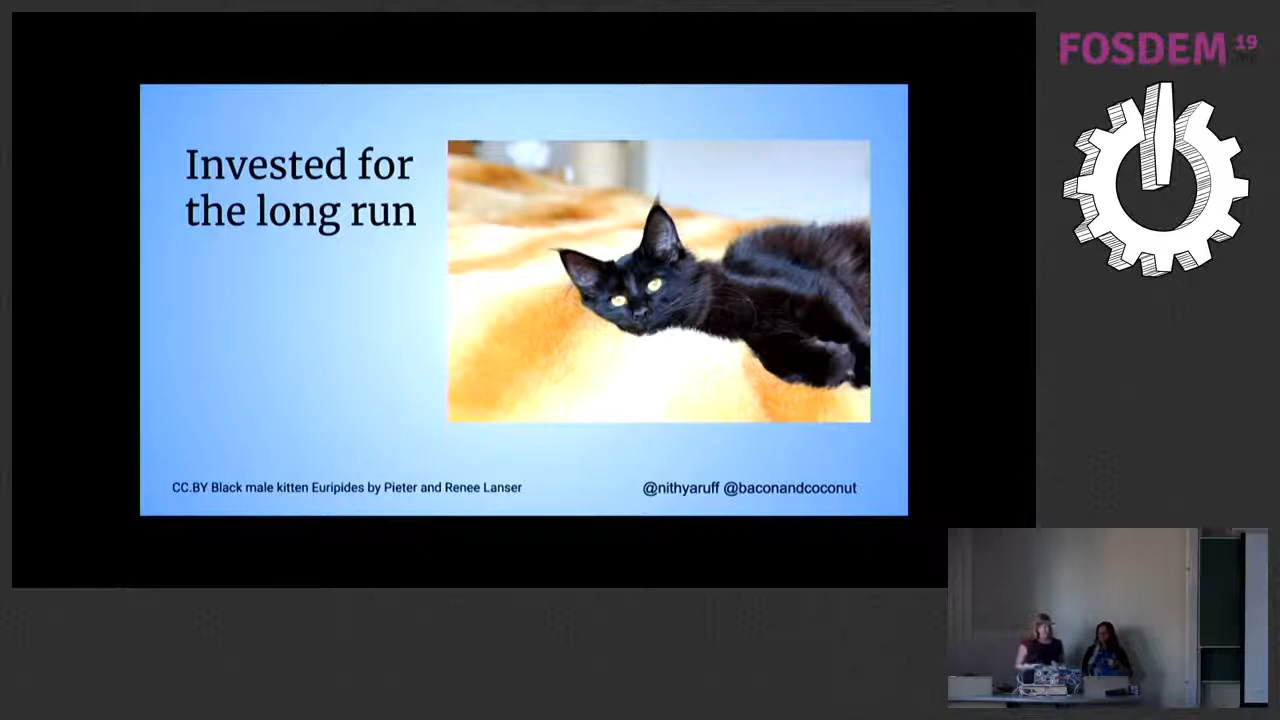 FOSDEM 19
Invested for
the long run
CC.BY Black male kitten Euripides by Pieter and Renee Lanser
@nithyaruff @baconandcoconut